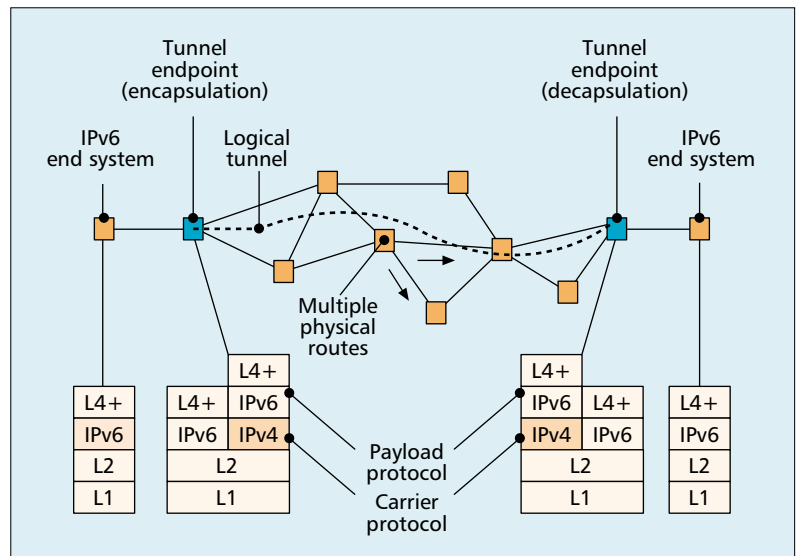 Tunnel
endpoint
(encapsulation)
Tunnel
endpoint
(decapsulation)
IPv6
end system
Logical
tunnel
IPv6
end system
Multiple
physical
routes
L4+
L4+
L4+
L4+
IPv6
IPv6
L4+
L4+
IPv6
IPv6
IPv4
IPv4
IPv6
IPv6
L2
L2
L2
L2
L1
L1
L1
L1
Payload
protocol
Carrier
protocol